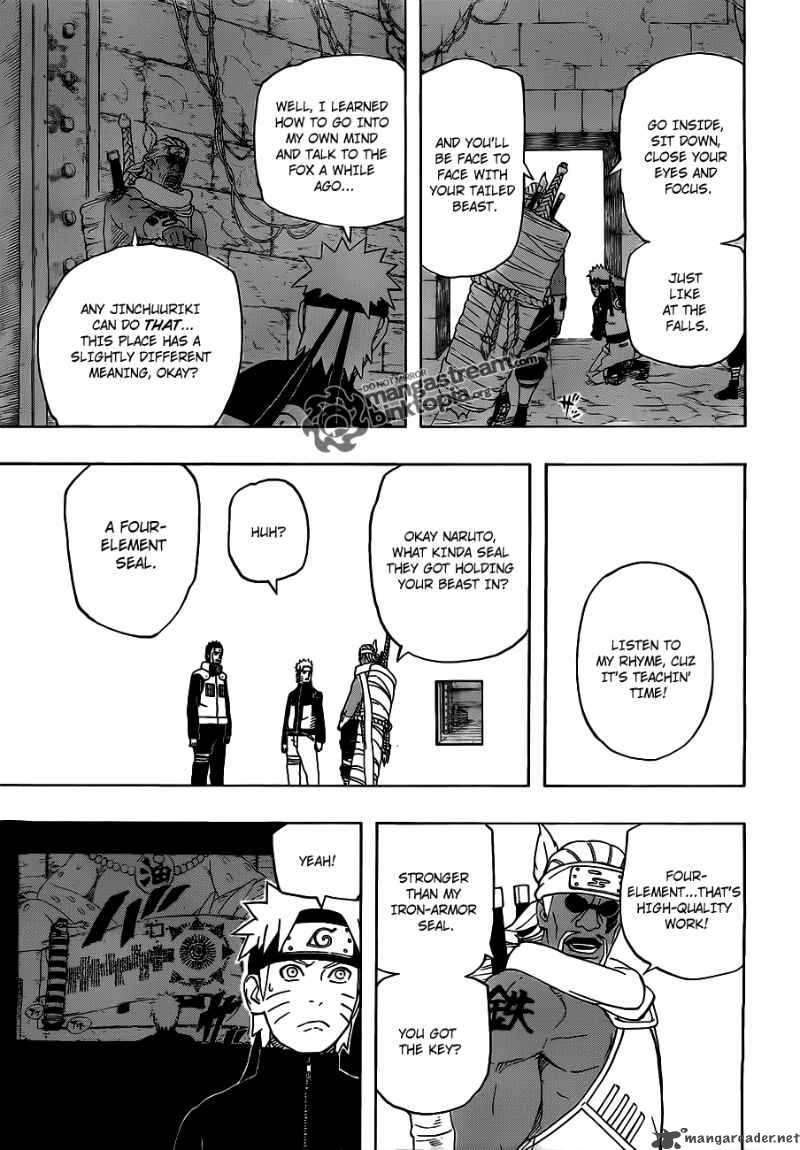 GO INSIDE,
SIT DOWN,
CLOSE YOUR
EYES AND
FOCUS.
JUST
LIKE
AT THE
FALLS.
AND YOU'LL
BE FACE TO
FACE WITH
YOUR TAILED
BEAST.
WELL, I LEARNED
HOW TO GO INTO
MY OWN MIND
AND TALK TO THE
FOX A WHILE
AGO...
ANY JINCHUURIKI
CAN DO THAT...
THIS PLACE HAS A
SLIGHTLY DIFFERENT
MEANING, OKAY?
DO NOT MIRROR
mangastream.com
binktopia.org
LISTEN TO
MY RHYME, CUZ
IT'S TEACHIN'
TIME!
OKAY NARUTO,
WHAT KINDA SEAL
THEY GOT HOLDING
YOUR BEAST IN?
HUH?
A FOUR-
ELEMENT
SEAL.
FOUR-
ELEMENT...THAT'S
HIGH-QUALITY
WORK!
STRONGER
THAN MY
IRON-ARMOR
SEAL.
鉄
YOU GOT
THE KEY?
YEAH!
油
mangareader.net